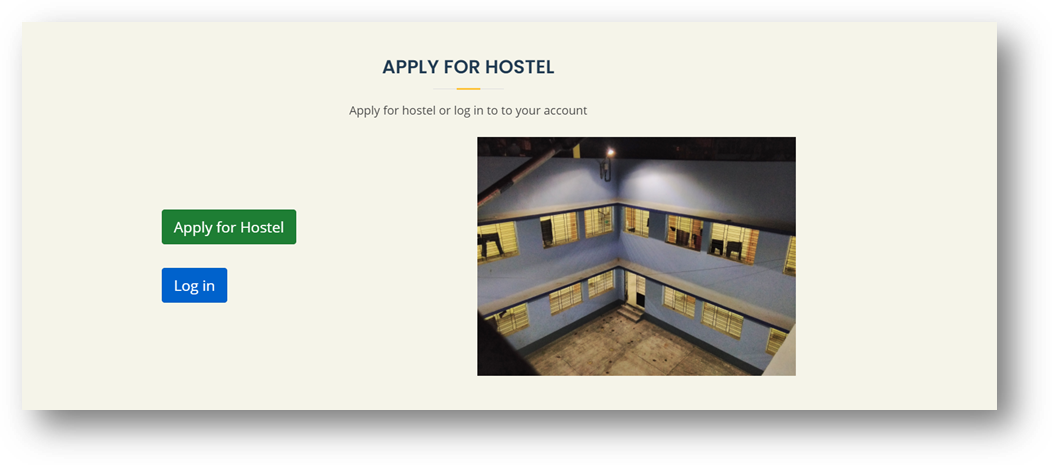 APPLY FOR HOSTEL
Apply for hostel or log in to to your account
Apply for Hostel
Log in